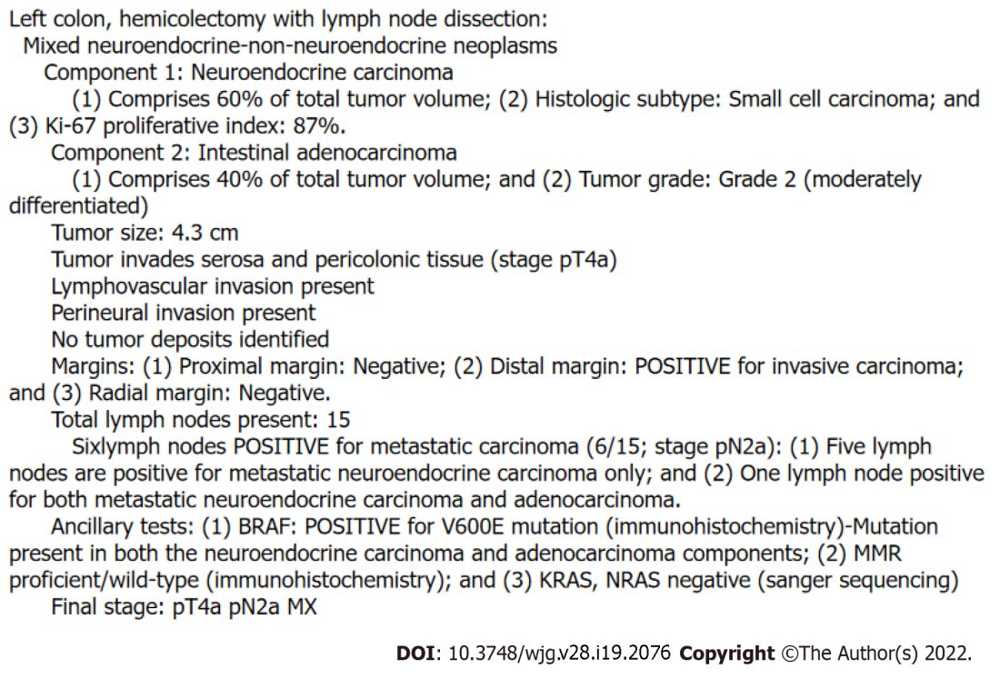 Left colon, hemicolectomy with lymph node dissection:
Mixed neuroendocrine-non-neuroendocrine neoplasms
Component 1: Neuroendocrine carcinoma
(1) Comprises 60% of total tumor volume; (2) Histologic subtype: Small cell carcinoma; and
(3) Ki-67 proliferative index: 87%.
Component 2: Intestinal adenocarcinoma
(1) Comprises 40% of total tumor volume; and (2) Tumor grade: Grade 2 (moderately
differentiated)
Tumor size: 4.3 cm
Tumor invades serosa and pericolonic tissue (stage pT4a)
Lymphovascular invasion present
Perineural invasion present
No tumor deposits identified
Margins: (1) Proximal margin: Negative; (2) Distal margin: POSITIVE for invasive carcinoma;
and (3) Radial margin: Negative.
Total lymph nodes present: 15
Sixlymph nodes POSITIVE for metastatic carcinoma (6/15; stage pN2a): (1) Five lymph
nodes are positive for metastatic neuroendocrine carcinoma only; and (2) One lymph node positive
for both metastatic neuroendocrine carcinoma and adenocarcinoma.
Ancillary tests: (1) BRAF: POSITIVE for V600E mutation (immunohistochemistry)-Mutation
present in both the neuroendocrine carcinoma and adenocarcinoma components; (2) MMR
proficient/wild-type (immunohistochemistry); and (3) KRAS, NRAS negative (sanger sequencing)
Final stage: pT4a pN2a MX
DOI: 10.3748/wjg.v28.i19.2076 Copyright ©The Author(s) 2022.